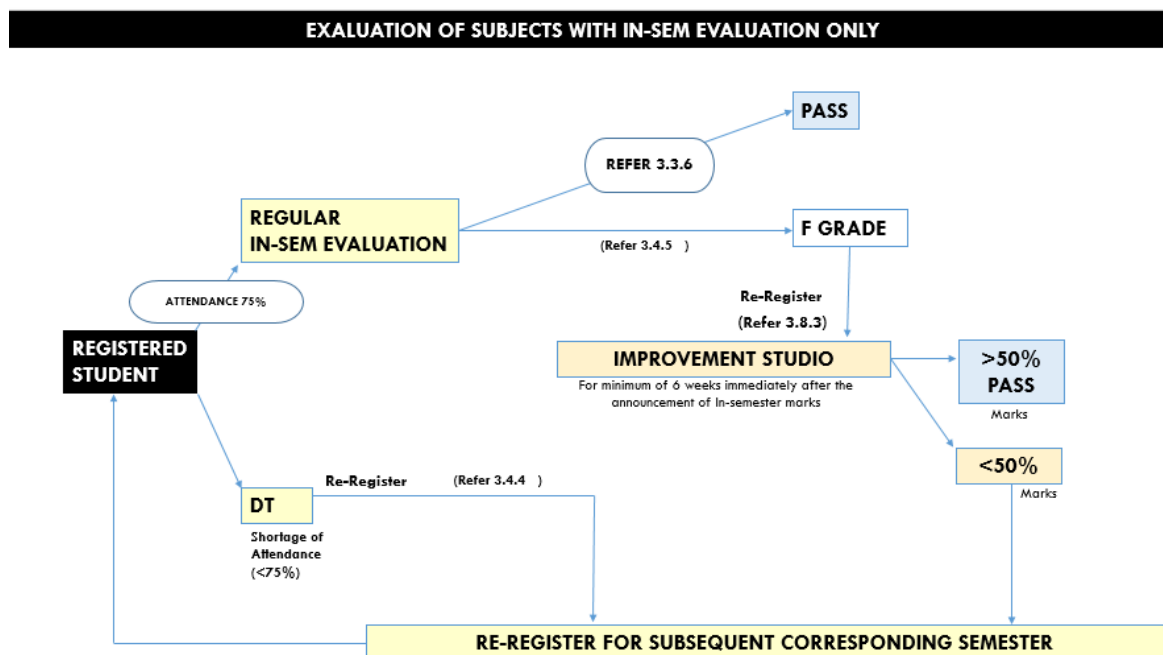 EXALUATION OF SUBJECTS WITH IN-SEM EVALUATION ONLY
PASS
REFER 3.3.6
REGULAR
IN-SEM EVALUATION
F GRADE
(Refer 3.4.5 )
ATTENDANCE 75%
Re-Register
(Refer 3.8.3)
REGISTERED
STUDENT
IMPROVEMENT STUDIO
For minimum of 6 weeks immediately after the
announcement of In-semester marks
>50%
PASS
Marks
<50%
Marks
Re-Register
(Refer 3.4.4 )
DT
Shortage of
Attendance
(<75%)
RE-REGISTER FOR SUBSEQUENT CORRESPONDING SEMESTER